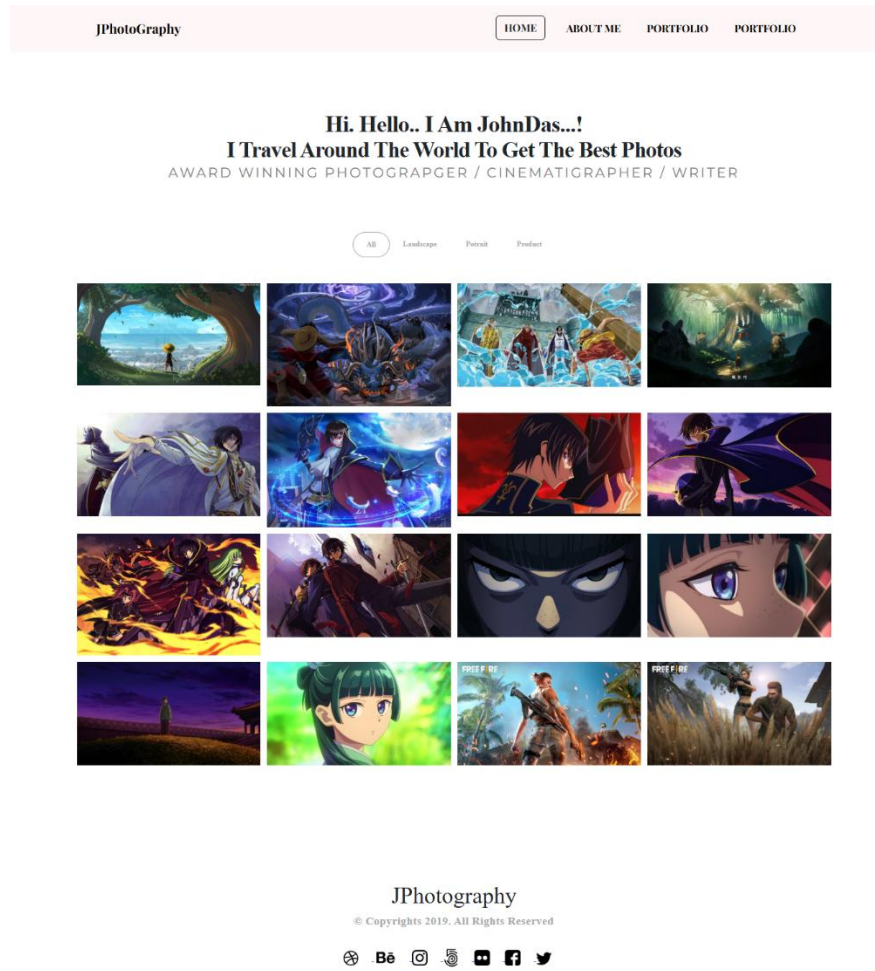 JPhotoGraphy
HOME ABOUT ME PORTFOLIO PORTFOLIO
Hi. Hello.. I Am JohnDas...!
I Travel Around The World To Get The Best Photos
AWARD WINNING PHOTOGRAPGER / CINEMATIGRAPHER / WRITER
All Landscape Potrait Product
FREE FIRE
FREE FIRE
JPhotography
© Copyrights 2019. All Rights Reserved
Bē